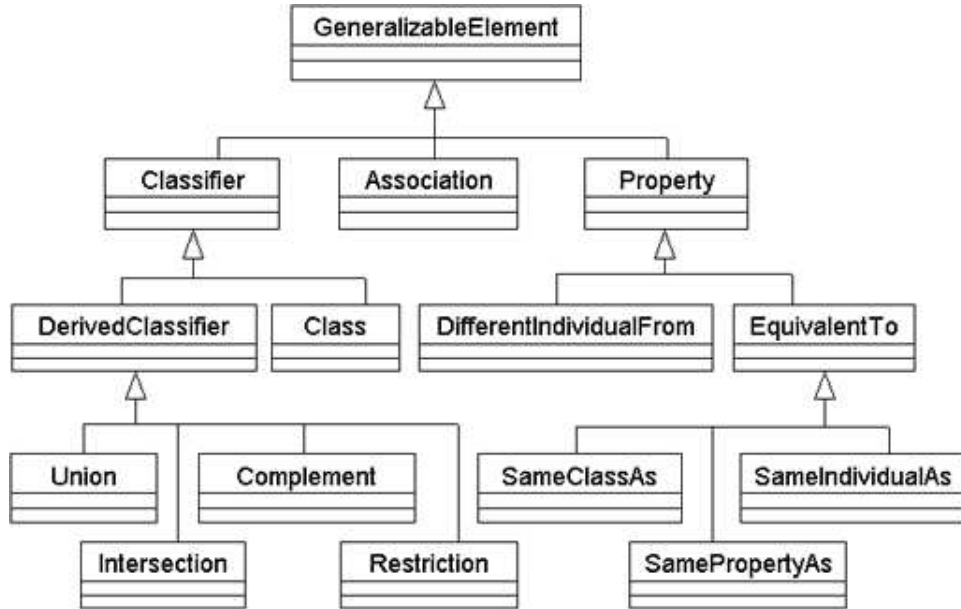 GeneralizableElement
Classifier
Association
Property
DerivedClassifier
Class
DifferentIndividualFrom
EquivalentTo
Union
Complement
SameClassAs
SameIndividualAs
Intersection
Restriction
SamePropertyAs